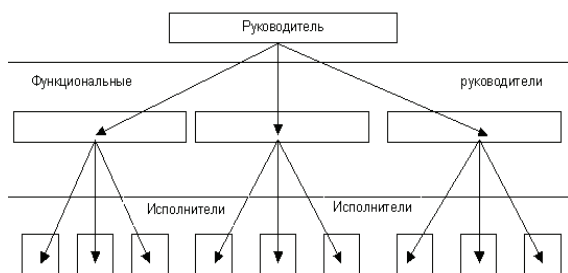 Руководитель
Функциональные руководители
Исполнители Исполнители